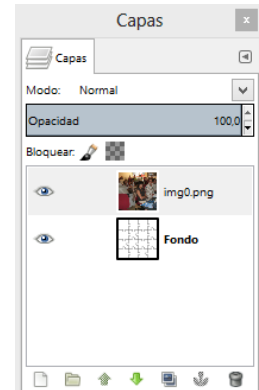 Capas
x
Capas
Modo: Normal
Opacidad 100,0
Bloquear:
img0.png
Fondo